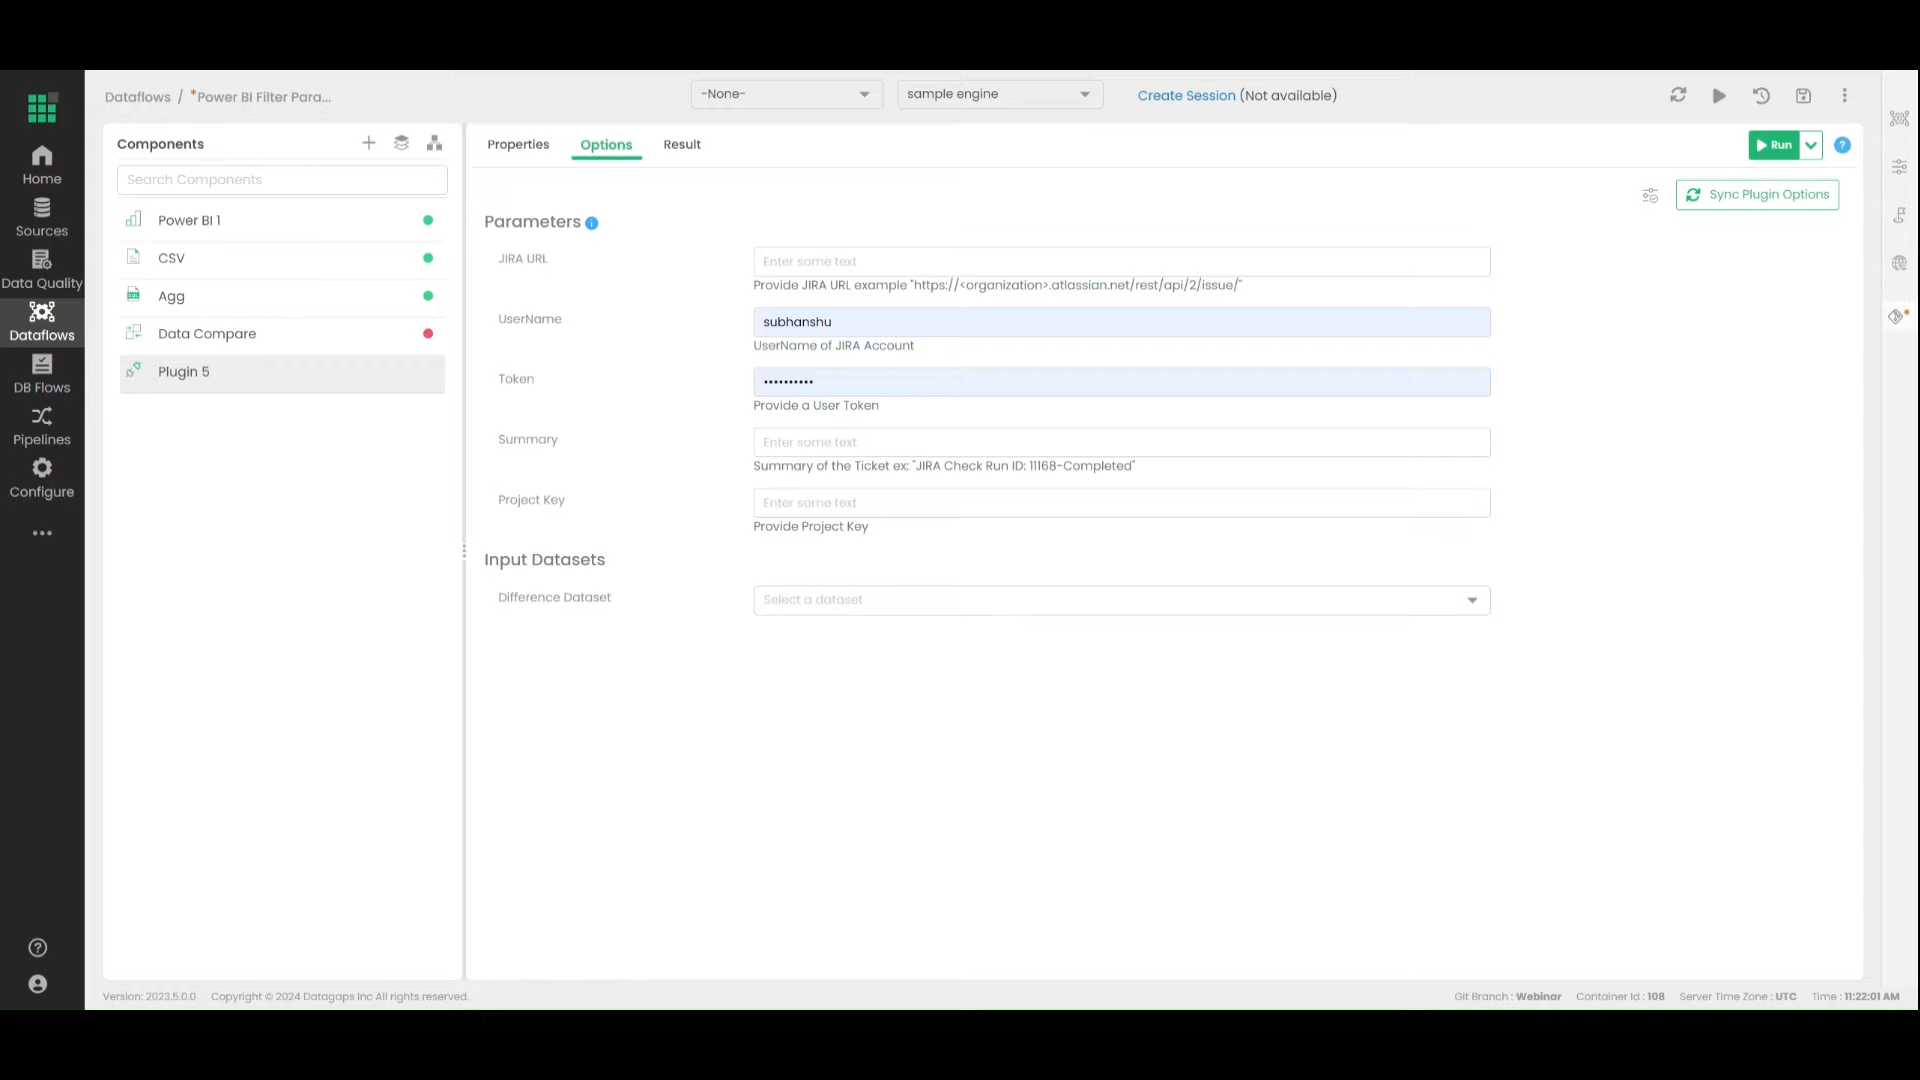 Dataflows / *Power BI Filter Para...
-None-
sample engine
Create Session (Not available)
Home
Sources
Data Quality
Dataflows
DB Flows
Pipelines
Configure
Components
Search Components
Power BI 1
CSV
Agg
Data Compare
Plugin 5
Properties
Options
Result
Run
Sync Plugin Options
Parameters
JIRA URL
Enter some text
Provide JIRA URL example "https://<organization>.atlassian.net/rest/api/2/issue/"
UserName
subhanshu
UserName of JIRA Account
Token
••••••••••
Provide a User Token
Summary
Enter some text
Summary of the Ticket ex: "JIRA Check Run ID: 11168-Completed"
Project Key
Enter some text
Provide Project Key
Input Datasets
Difference Dataset
Select a dataset
Version: 2023.5.0.0 Copyright © 2024 Datagaps Inc All rights reserved.
Git Branch : Webinar Container Id : 108 Server Time Zone : UTC Time : 11:22:01 AM